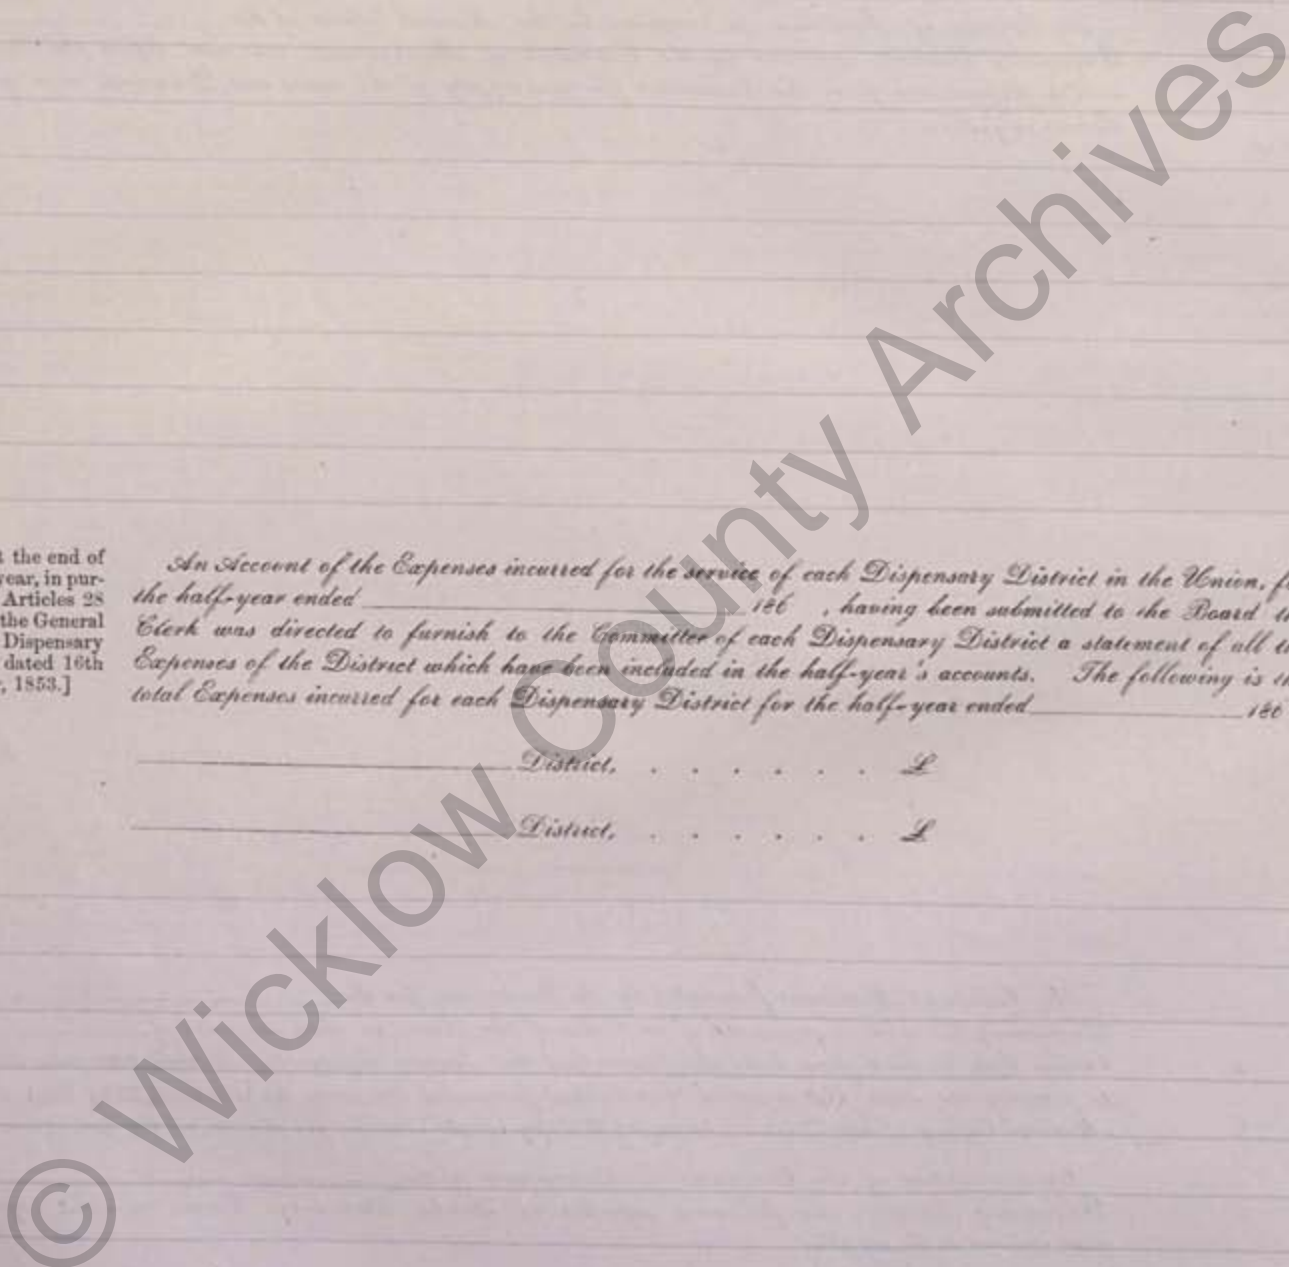 t the end of
year, in pur-
Articles 28
the General
Dispensary
dated 16th
, 1853.]
An Account of the Expenses incurred for the service of each Dispensary District in the Union, f
the half-year ended 186 , having been submitted to the Board th
Clerk was directed to furnish to the Committee of each Dispensary District a statement of all th
Expenses of the District which have been included in the half-year's accounts. The following is th
total Expenses incurred for each Dispensary District for the half-year ended 186
District, . . . . . . £
District, . . . . . . £
© Wicklow County Archives